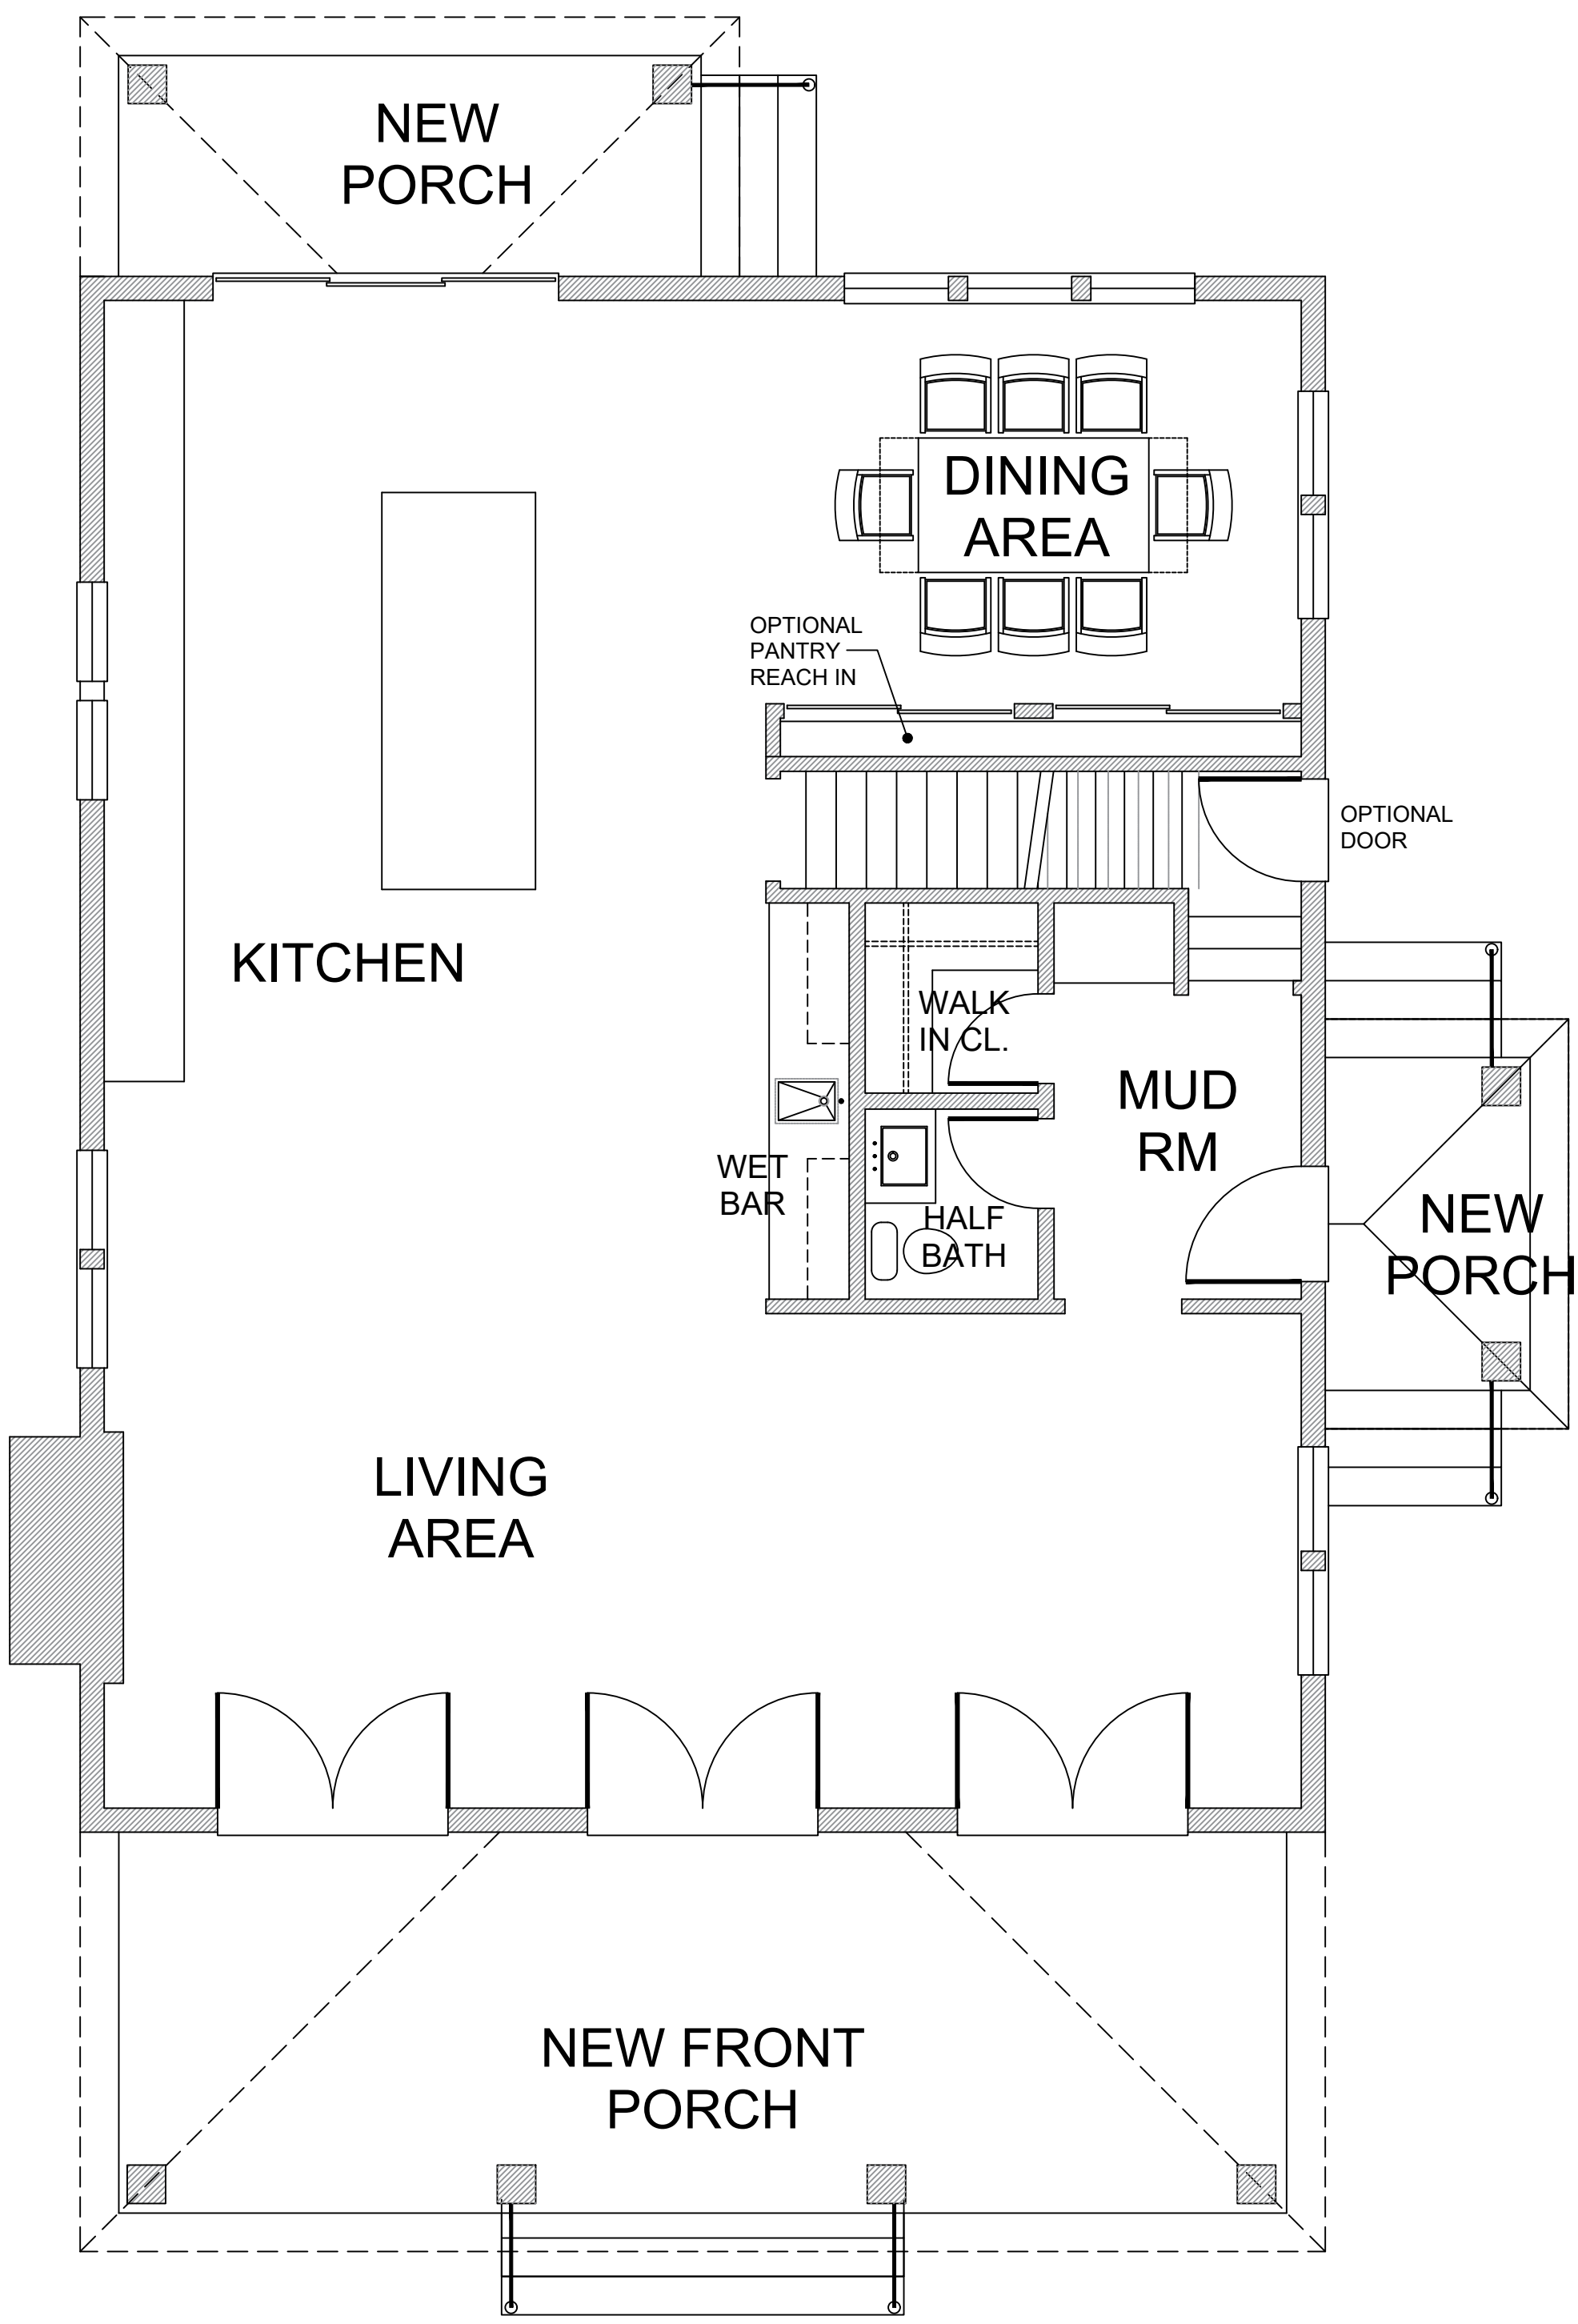 NEW
PORCH
DINING
AREA
OPTIONAL
PANTRY
REACH IN
OPTIONAL
DOOR
KITCHEN
WALK
IN CL.
MUD
RM
WET
BAR
HALF
BATH
NEW
PORCH
LIVING
AREA
NEW FRONT
PORCH